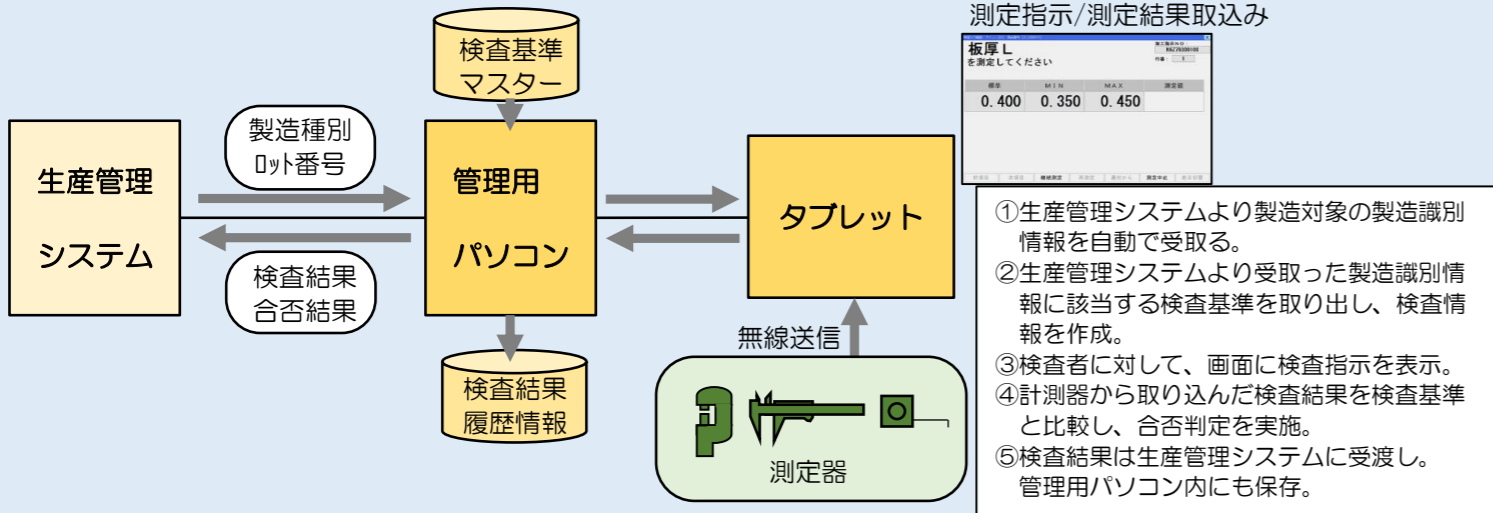 測定指示/測定結果取込み
検査基準
マスター
板厚L
を測定してください
標準 MIN MAX 測定値
0.400 0.350 0.450
測定中止
製造種別
ﾛｯﾄ番号
生産管理
システム
管理用
パソコン
タブレット
検査結果
合否結果
検査結果
履歴情報
無線送信
測定器
①生産管理システムより製造対象の製造識別
情報を自動で受取る。
②生産管理システムより受取った製造識別情
報に該当する検査基準を取り出し、検査情
報を作成。
③検査者に対して、画面に検査指示を表示。
④計測器から取り込んだ検査結果を検査基準
と比較し、合否判定を実施。
⑤検査結果は生産管理システムに受渡し。
管理用パソコン内にも保存。